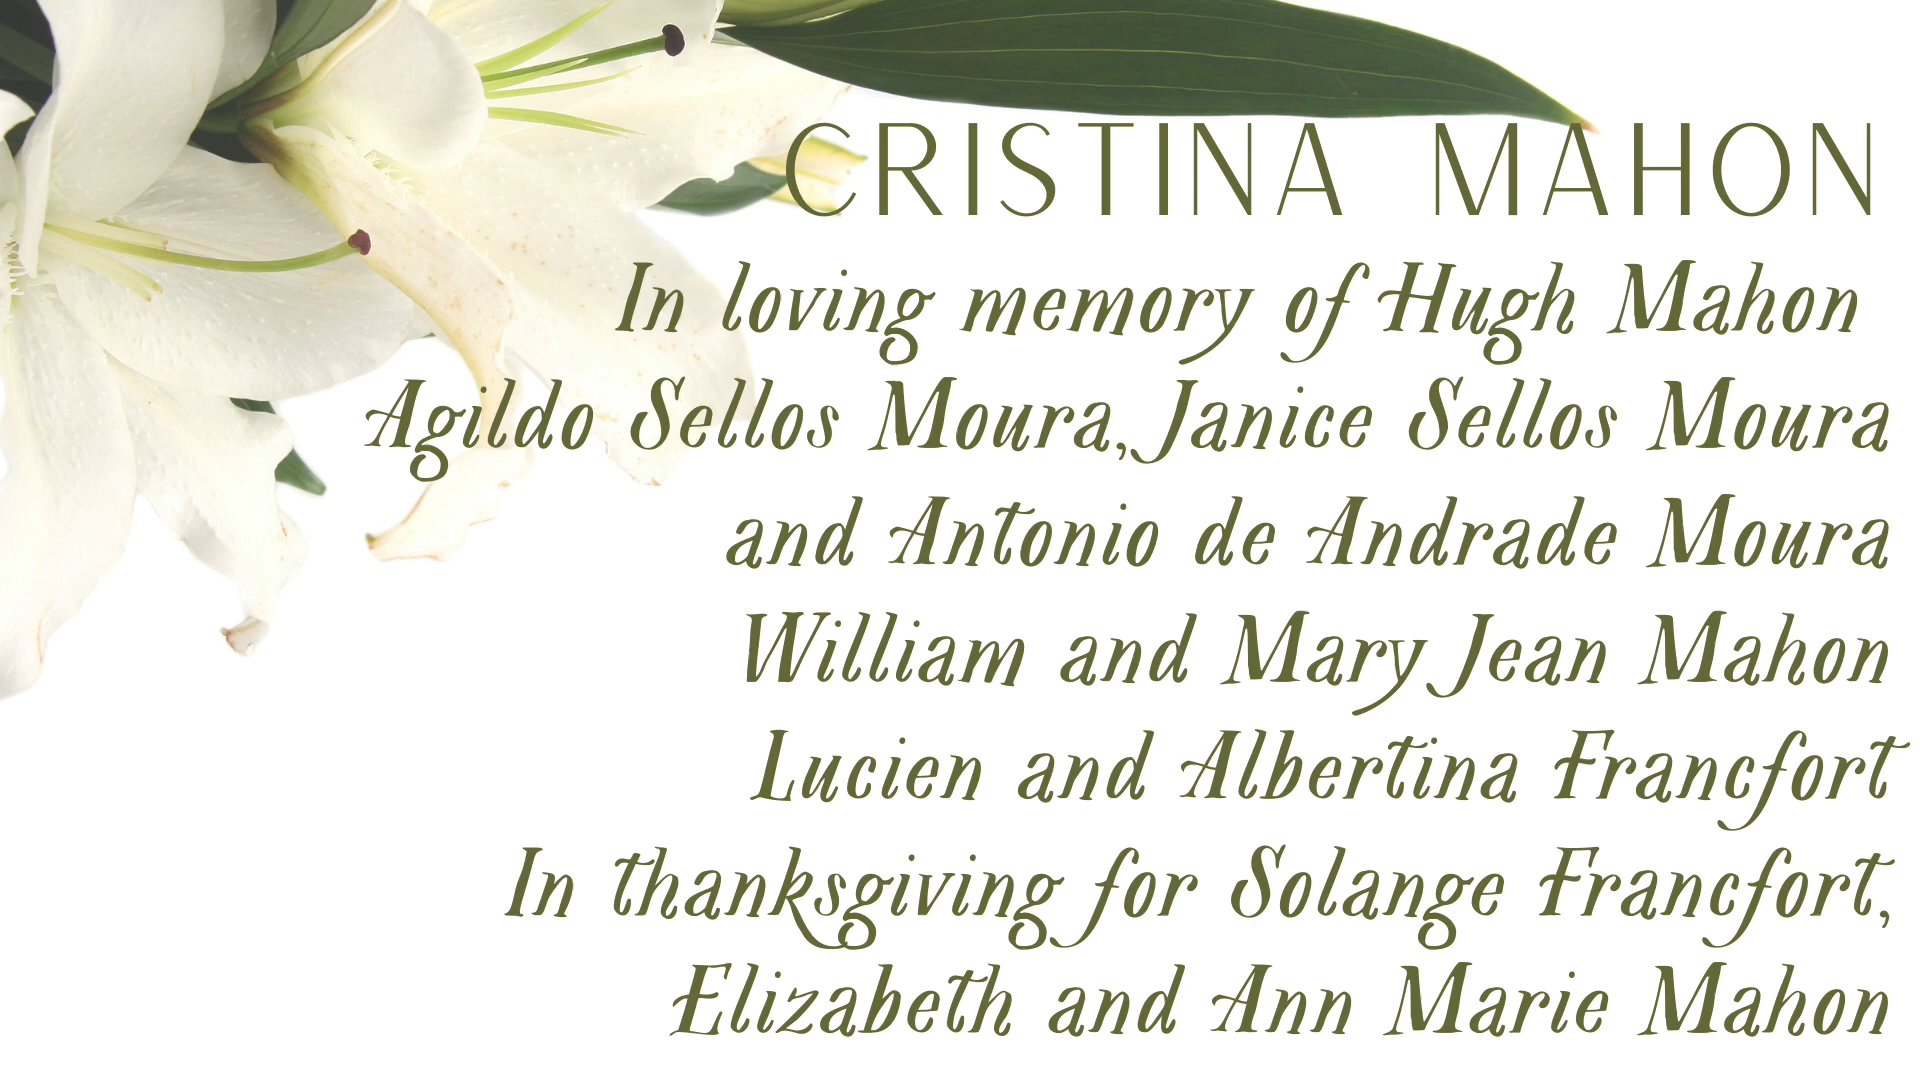 CRISTINA MAHON
In loving memory of Hugh Mahon
Agildo Sellos Moura, Janice Sellos Moura
and Antonio de Andrade Moura
William and Mary Jean Mahon
Lucien and Albertina Francfort
In thanksgiving for Solange Francfort,
Elizabeth and Ann Marie Mahon